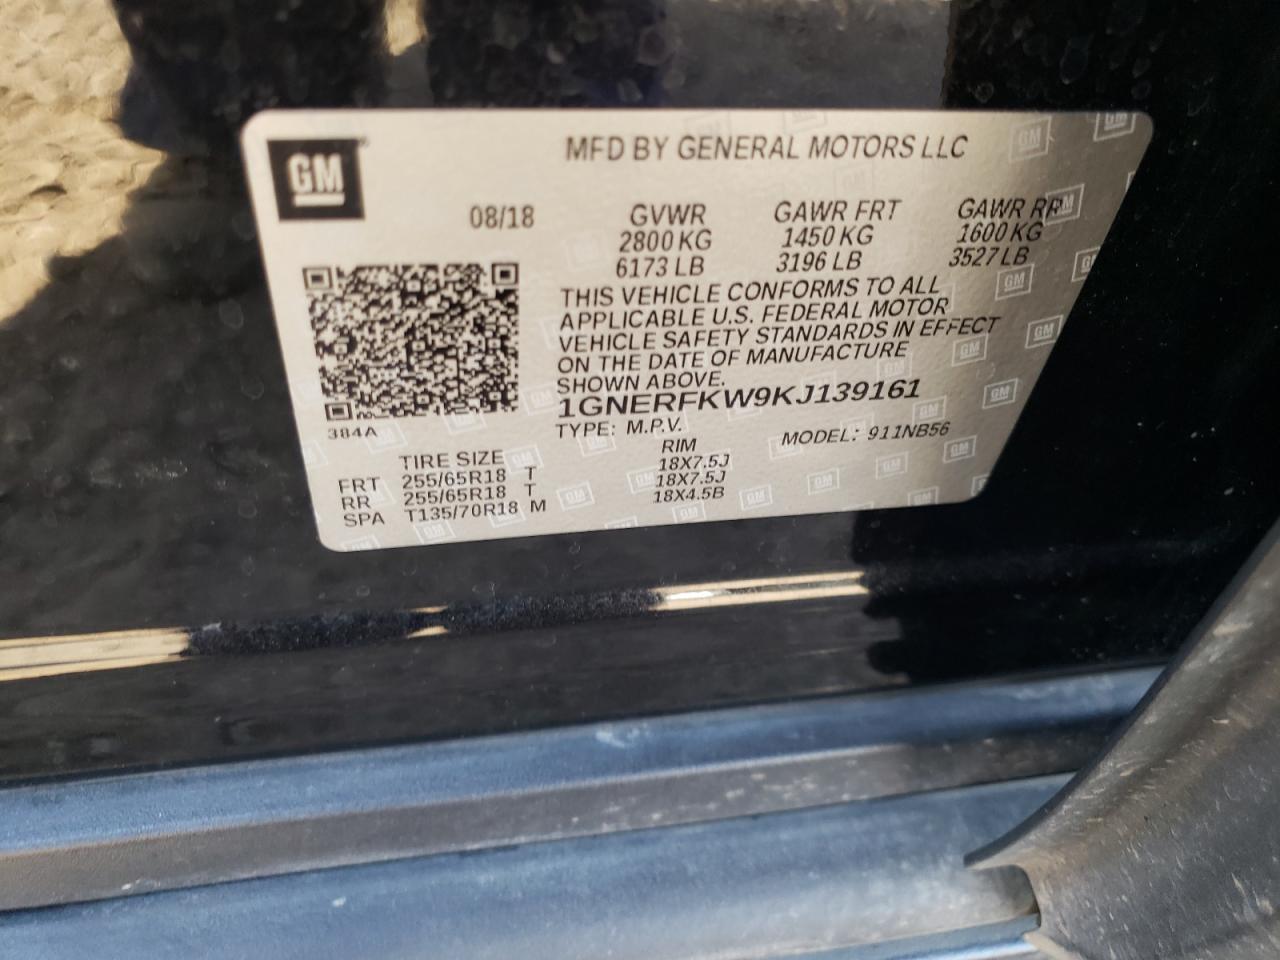 GM
MFD BY GENERAL MOTORS LLC
08/18 GVWR GAWR FRT GAWR RR
2800 KG 1450 KG 1600 KG
6173 LB 3196 LB 3527 LB
THIS VEHICLE CONFORMS TO ALL
APPLICABLE U.S. FEDERAL MOTOR
VEHICLE SAFETY STANDARDS IN EFFECT
ON THE DATE OF MANUFACTURE
SHOWN ABOVE.
1GNERFKW9KJ139161
384A
TYPE: M.P.V. MODEL: 911NB56
TIRE SIZE RIM
FRT 255/65R18 T 18X7.5J
RR 255/65R18 T 18X7.5J
SPA T135/70R18 M 18X4.5B